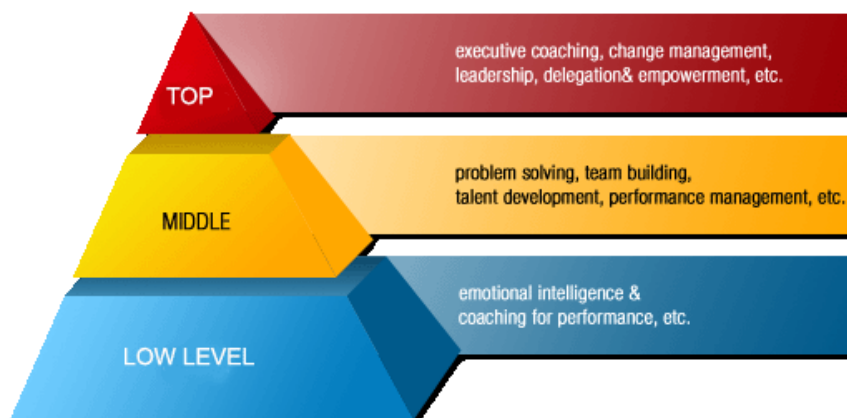 TOP
executive coaching, change management,
leadership, delegation& empowerment, etc.
MIDDLE
problem solving, team building,
talent development, performance management, etc.
LOW LEVEL
emotional intelligence &
coaching for performance, etc.